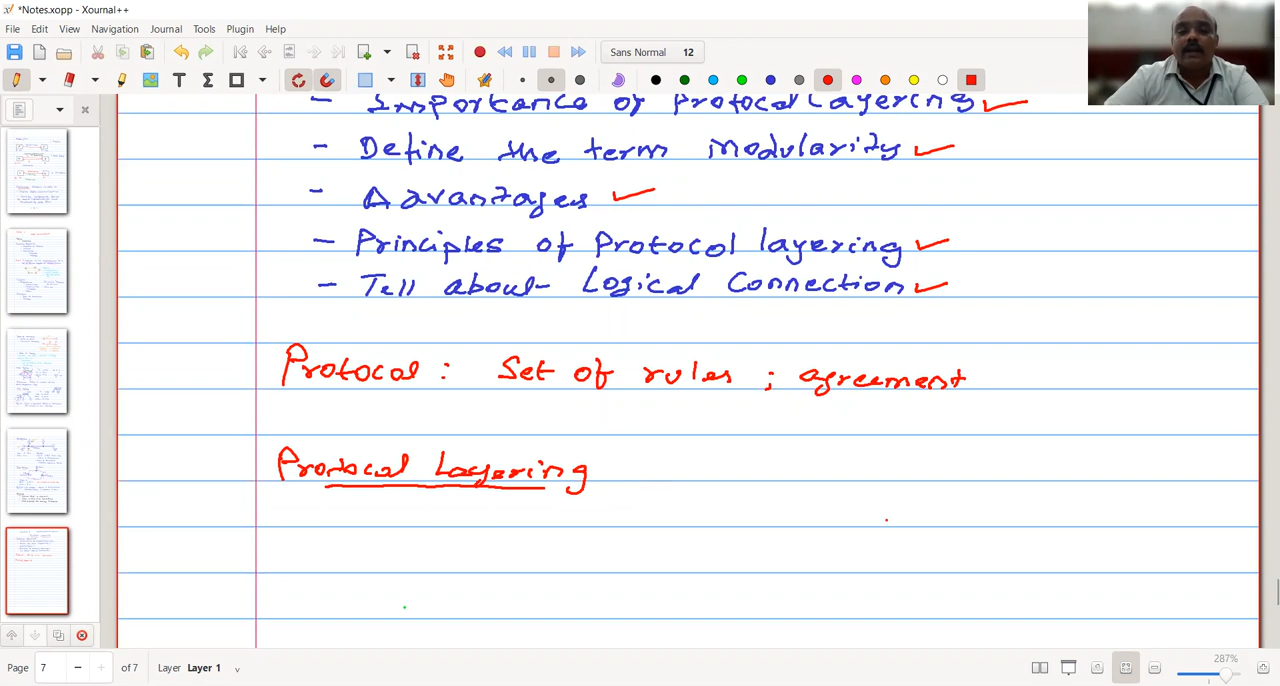 *Notes.xopp - Xournal++
File Edit View Navigation Journal Tools Plugin Help
Sans Normal 12
- Importance of Protocol Layering
- Define the term modularity
- Advantages
- Principles of Protocol layering
- Tell about Logical Connection
Protocol : Set of rules ; agreement
Protocol Layering
Page 7 of 7 Layer Layer 1 287%